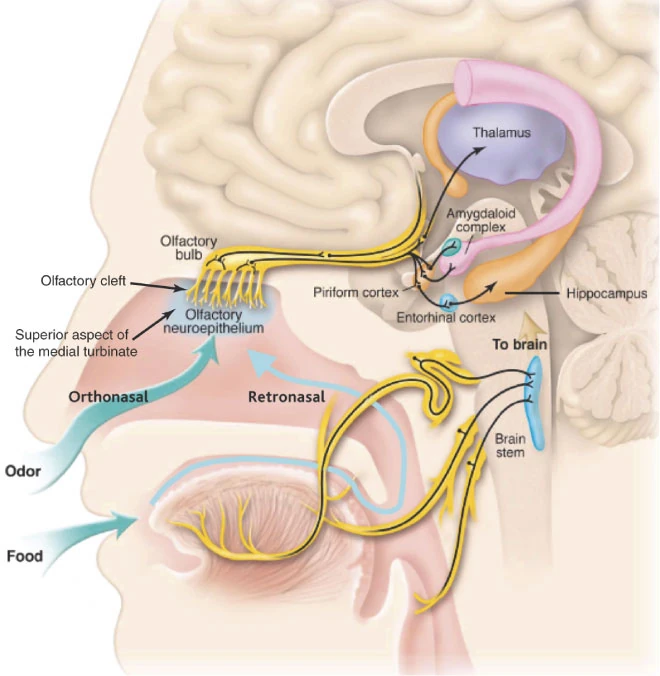 Thalamus
Amygdaloid
complex
Olfactory
bulb
Olfactory cleft
Piriform cortex
Hippocampus
Olfactory
neuroepithelium
Entorhinal cortex
Superior aspect of
the medial turbinate
To brain
Orthonasal
Retronasal
Brain
stem
Odor
Food